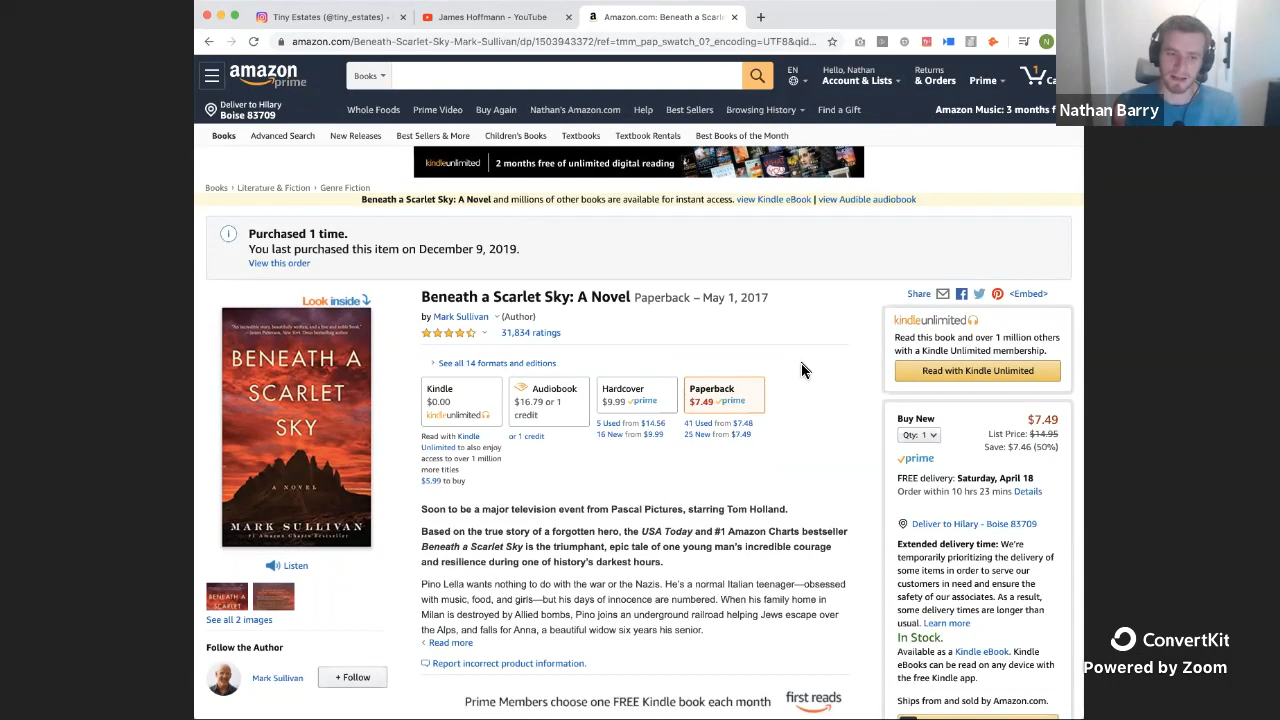 Tiny Estates (@tiny_estates) •
James Hoffmann - YouTube
Amazon.com: Beneath a Scarle
amazon.com/Beneath-Scarlet-Sky-Mark-Sullivan/dp/1503943372/ref=tmm_pap_swatch_0?_encoding=UTF8&qid...
N
Nathan Barry
amazon prime
Books
EN
Hello, Nathan
Account & Lists
Returns
& Orders
Prime
1
Ca
Deliver to Hilary
Boise 83709
Whole Foods Prime Video Buy Again Nathan's Amazon.com Help Best Sellers Browsing History Find a Gift
Amazon Music: 3 months f
Books Advanced Search New Releases Best Sellers & More Children's Books Textbooks Textbook Rentals Best Books of the Month
kindleunlimited 2 months free of unlimited digital reading
Books › Literature & Fiction › Genre Fiction
Beneath a Scarlet Sky: A Novel and millions of other books are available for instant access. view Kindle eBook | view Audible audiobook
Purchased 1 time.
You last purchased this item on December 9, 2019.
View this order
Look inside
BENEATH A
SCARLET
SKY
A NOVEL
MARK SULLIVAN
#1 Amazon Charts Bestseller
Listen
BENEATH A
SCARLET
See all 2 images
Follow the Author
Mark Sullivan
+ Follow
Beneath a Scarlet Sky: A Novel Paperback – May 1, 2017
by Mark Sullivan (Author)
31,834 ratings
See all 14 formats and editions
Kindle
$0.00
kindleunlimited
Read with Kindle
Unlimited to also enjoy
access to over 1 million
more titles
$5.99 to buy
Audiobook
$16.79 or 1
credit
or 1 credit
Hardcover
$9.99 prime
5 Used from $14.56
16 New from $9.99
Paperback
$7.49 prime
41 Used from $7.48
25 New from $7.49
Soon to be a major television event from Pascal Pictures, starring Tom Holland.
Based on the true story of a forgotten hero, the USA Today and #1 Amazon Charts bestseller
Beneath a Scarlet Sky is the triumphant, epic tale of one young man's incredible courage
and resilience during one of history's darkest hours.
Pino Lella wants nothing to do with the war or the Nazis. He's a normal Italian teenager—obsessed
with music, food, and girls—but his days of innocence are numbered. When his family home in
Milan is destroyed by Allied bombs, Pino joins an underground railroad helping Jews escape over
the Alps, and falls for Anna, a beautiful widow six years his senior.
Read more
Report incorrect product information.
Prime Members choose one FREE Kindle book each month
first reads
Share <Embed>
kindleunlimited
Read this book and over 1 million others
with a Kindle Unlimited membership.
Read with Kindle Unlimited
Buy New $7.49
Qty: 1
List Price: $14.95
Save: $7.46 (50%)
prime
FREE delivery: Saturday, April 18
Order within 10 hrs 23 mins Details
Deliver to Hilary - Boise 83709
Extended delivery time: We're
temporarily prioritizing the delivery
of some items in order to serve our
customers in need and ensure the
safety of our associates. As a result,
some delivery times are longer than
usual. Learn more
In Stock.
Available as a Kindle eBook. Kindle
eBooks can be read on any device with
the free Kindle app.
Ships from and sold by Amazon.com.
ConvertKit
Powered by Zoom